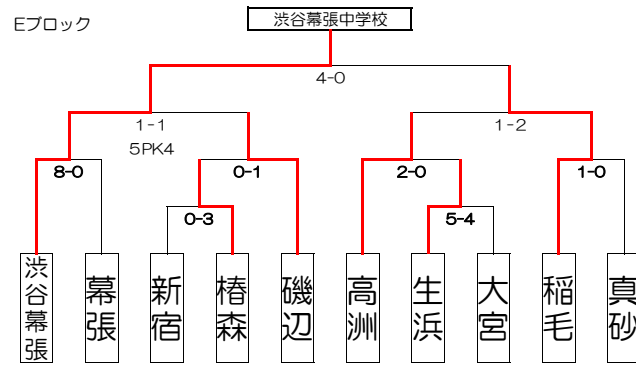 Eブロック
渋谷幕張中学校
4-0
1-1
5PK4
1-2
8-0
0-1
2-0
1-0
0-3
5-4
渋谷幕張
幕張
新宿
椿森
磯辺
高洲
生浜
大宮
稲毛
真砂